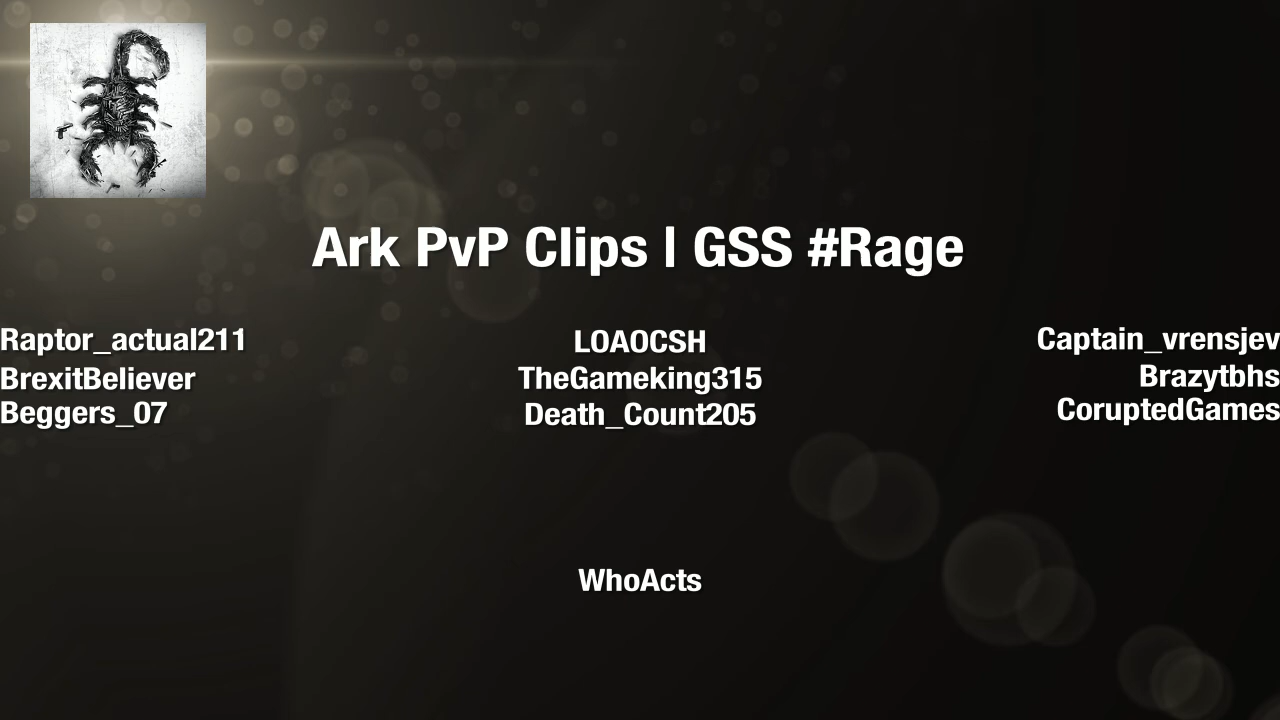 Ark PvP Clips | GSS #Rage
Raptor_actual211
BrexitBeliever
Beggers_07
LOAOCSH
TheGameking315
Death_Count205
Captain_vrensjev
Brazytbhs
CoruptedGames
WhoActs